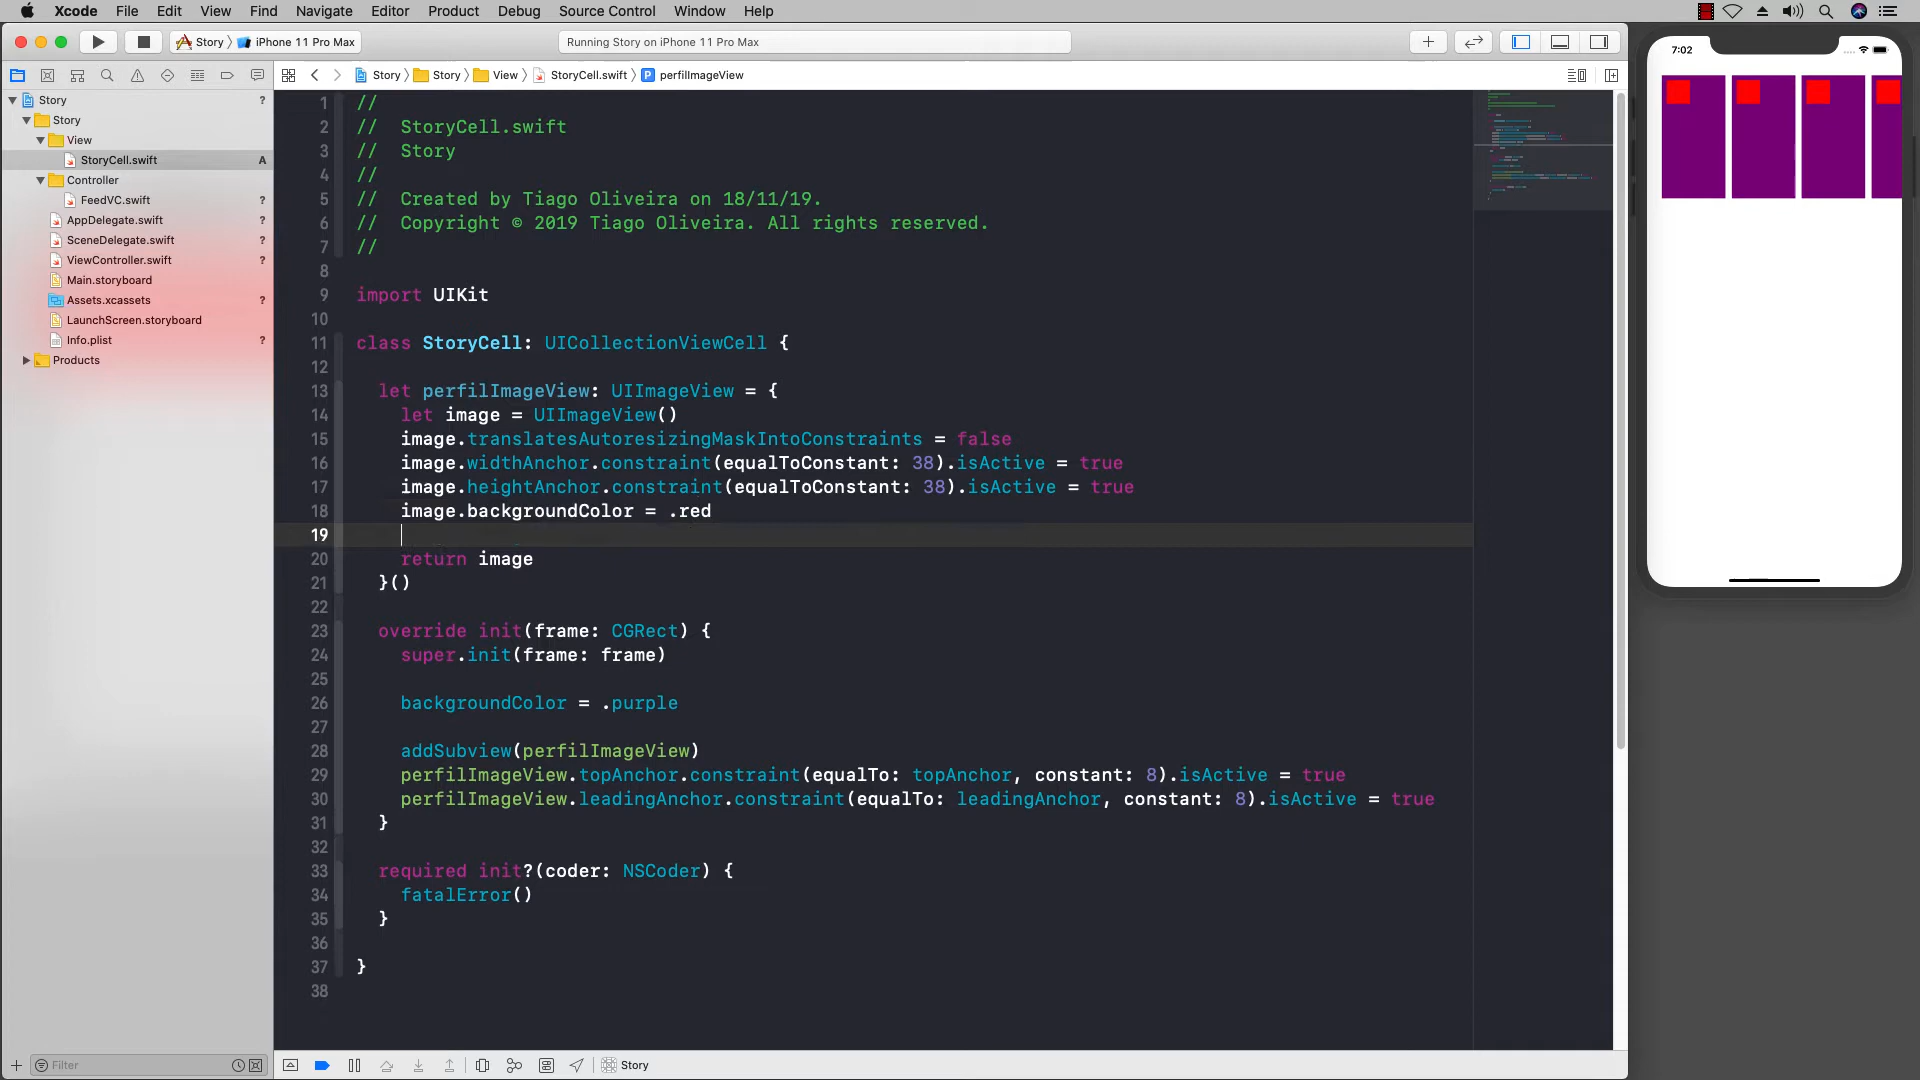 Xcode File Edit View Find Navigate Editor Product Debug Source Control Window Help
Story iPhone 11 Pro Max
Running Story on iPhone 11 Pro Max
7:02
Story Story View StoryCell.swift P perfilImageView
Story ?
Story
View
StoryCell.swift A
Controller
FeedVC.swift ?
AppDelegate.swift ?
SceneDelegate.swift ?
ViewController.swift ?
Main.storyboard
Assets.xcassets ?
LaunchScreen.storyboard
Info.plist ?
Products
1 //
2 //  StoryCell.swift
3 //  Story
4 //
5 //  Created by Tiago Oliveira on 18/11/19.
6 //  Copyright © 2019 Tiago Oliveira. All rights reserved.
7 //
8
9 import UIKit
10
11 class StoryCell: UICollectionViewCell {
12
13 let perfilImageView: UIImageView = {
14 let image = UIImageView()
15 image.translatesAutoresizingMaskIntoConstraints = false
16 image.widthAnchor.constraint(equalToConstant: 38).isActive = true
17 image.heightAnchor.constraint(equalToConstant: 38).isActive = true
18 image.backgroundColor = .red
19
20 return image
21 }()
22
23 override init(frame: CGRect) {
24 super.init(frame: frame)
25
26 backgroundColor = .purple
27
28 addSubview(perfilImageView)
29 perfilImageView.topAnchor.constraint(equalTo: topAnchor, constant: 8).isActive = true
30 perfilImageView.leadingAnchor.constraint(equalTo: leadingAnchor, constant: 8).isActive = true
31 }
32
33 required init?(coder: NSCoder) {
34 fatalError()
35 }
36
37 }
38
Filter
Story